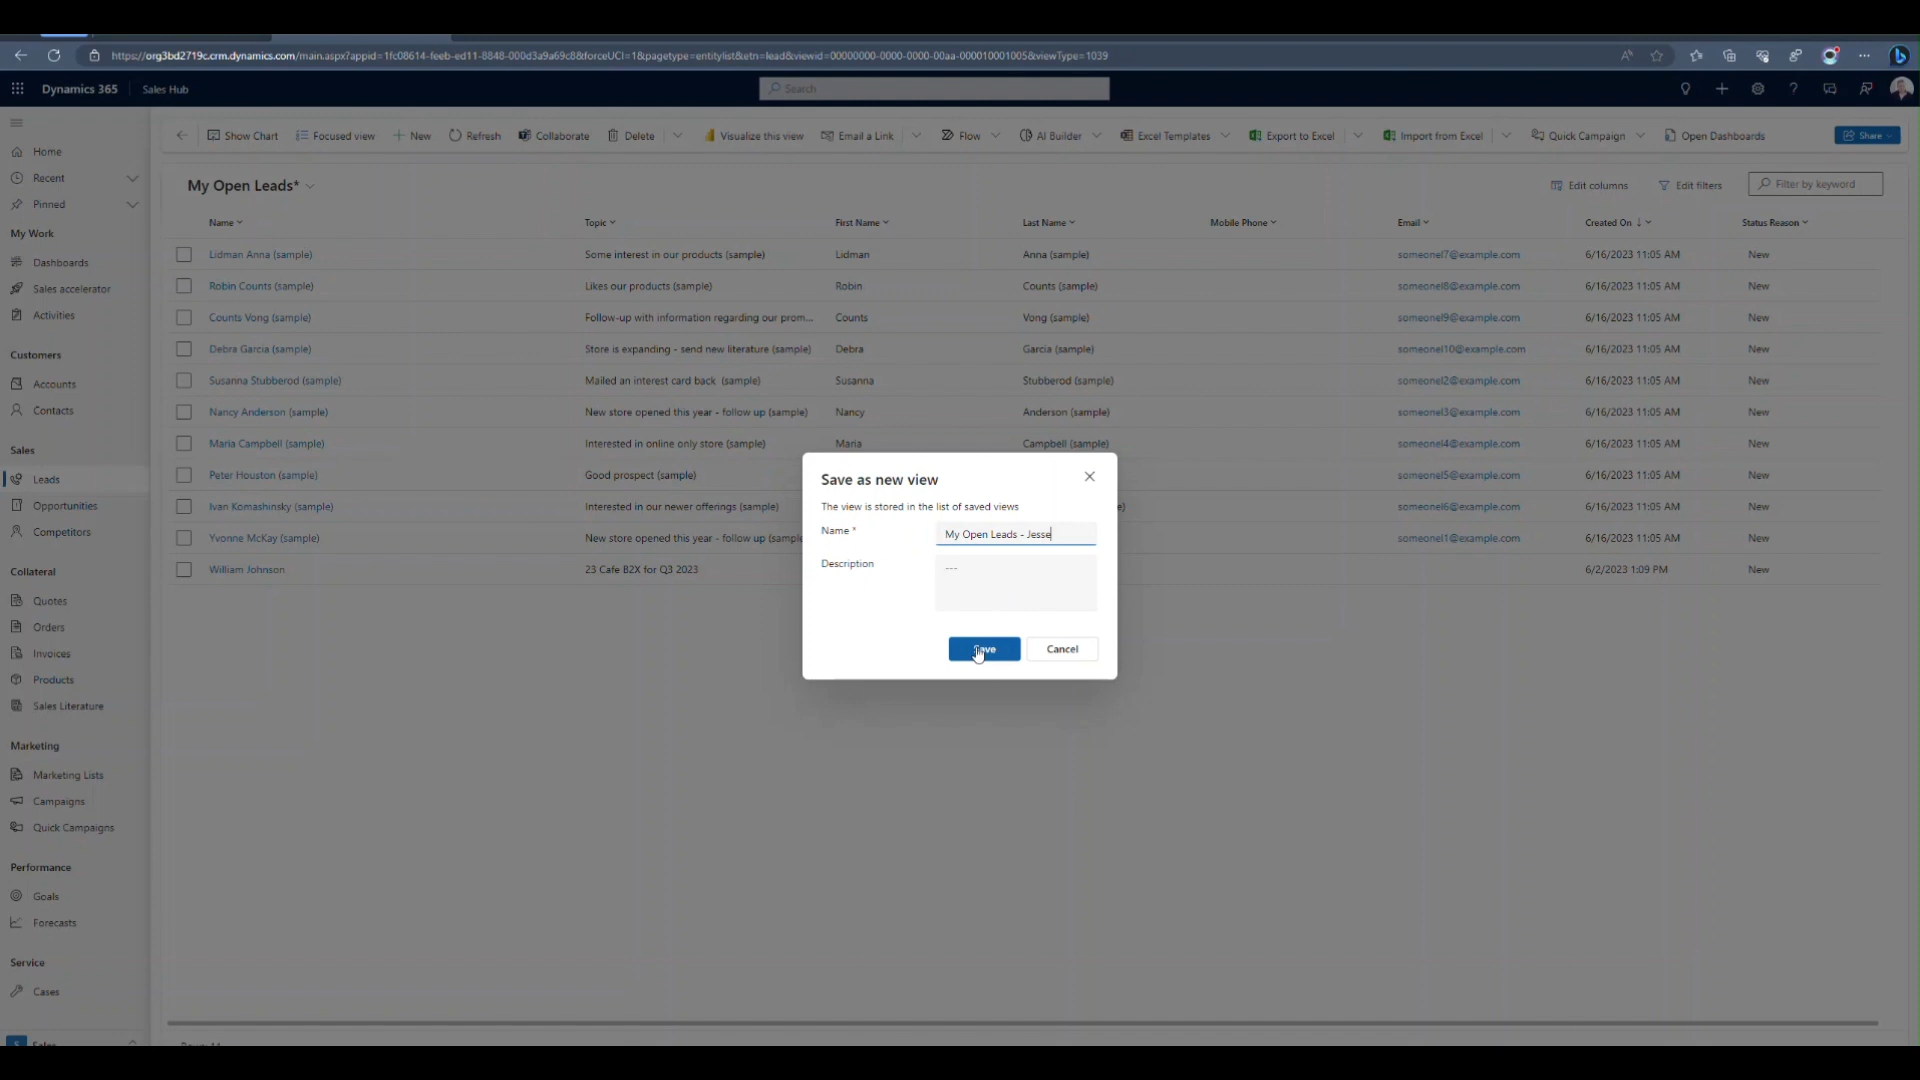 https://org3bd2719c.crm.dynamics.com/main.aspx?appid=1fc08614-feeb-ed11-8848-000d3a9a69c8&forceUCI=1&pagetype=entitylist&etn=lead&viewid=00000000-0000-0000-00aa-000010001005&viewType=1039
Dynamics 365 Sales Hub Search
Show Chart Focused view New Refresh Collaborate Delete Visualize this view Email a Link Flow AI Builder Excel Templates Export to Excel Import from Excel Quick Campaign Open Dashboards Share
Home
Recent
Pinned
My Work
Dashboards
Sales accelerator
Activities
Customers
Accounts
Contacts
Sales
Leads
Opportunities
Competitors
Collateral
Quotes
Orders
Invoices
Products
Sales Literature
Marketing
Marketing Lists
Campaigns
Quick Campaigns
Performance
Goals
Forecasts
Service
Cases
My Open Leads* Edit columns Edit filters Filter by keyword
Name Topic First Name Last Name Mobile Phone Email Created On Status Reason
Lidman Anna (sample) Some interest in our products (sample) Lidman Anna (sample) someonel7@example.com 6/16/2023 11:05 AM New
Robin Counts (sample) Likes our products (sample) Robin Counts (sample) someonel8@example.com 6/16/2023 11:05 AM New
Counts Vong (sample) Follow-up with information regarding our prom... Counts Vong (sample) someonel9@example.com 6/16/2023 11:05 AM New
Debra Garcia (sample) Store is expanding - send new literature (sample) Debra Garcia (sample) someonel10@example.com 6/16/2023 11:05 AM New
Susanna Stubberod (sample) Mailed an interest card back (sample) Susanna Stubberod (sample) someonel2@example.com 6/16/2023 11:05 AM New
Nancy Anderson (sample) New store opened this year - follow up (sample) Nancy Anderson (sample) someonel3@example.com 6/16/2023 11:05 AM New
Maria Campbell (sample) Interested in online only store (sample) Maria Campbell (sample) someonel4@example.com 6/16/2023 11:05 AM New
Peter Houston (sample) Good prospect (sample) someonel5@example.com 6/16/2023 11:05 AM New
Ivan Komashinsky (sample) Interested in our newer offerings (sample) someonel6@example.com 6/16/2023 11:05 AM New
Yvonne McKay (sample) New store opened this year - follow up (sample someonel1@example.com 6/16/2023 11:05 AM New
William Johnson 23 Cafe B2X for Q3 2023 6/2/2023 1:09 PM New
Save as new view
The view is stored in the list of saved views
Name * My Open Leads - Jesse
Description ---
Cancel